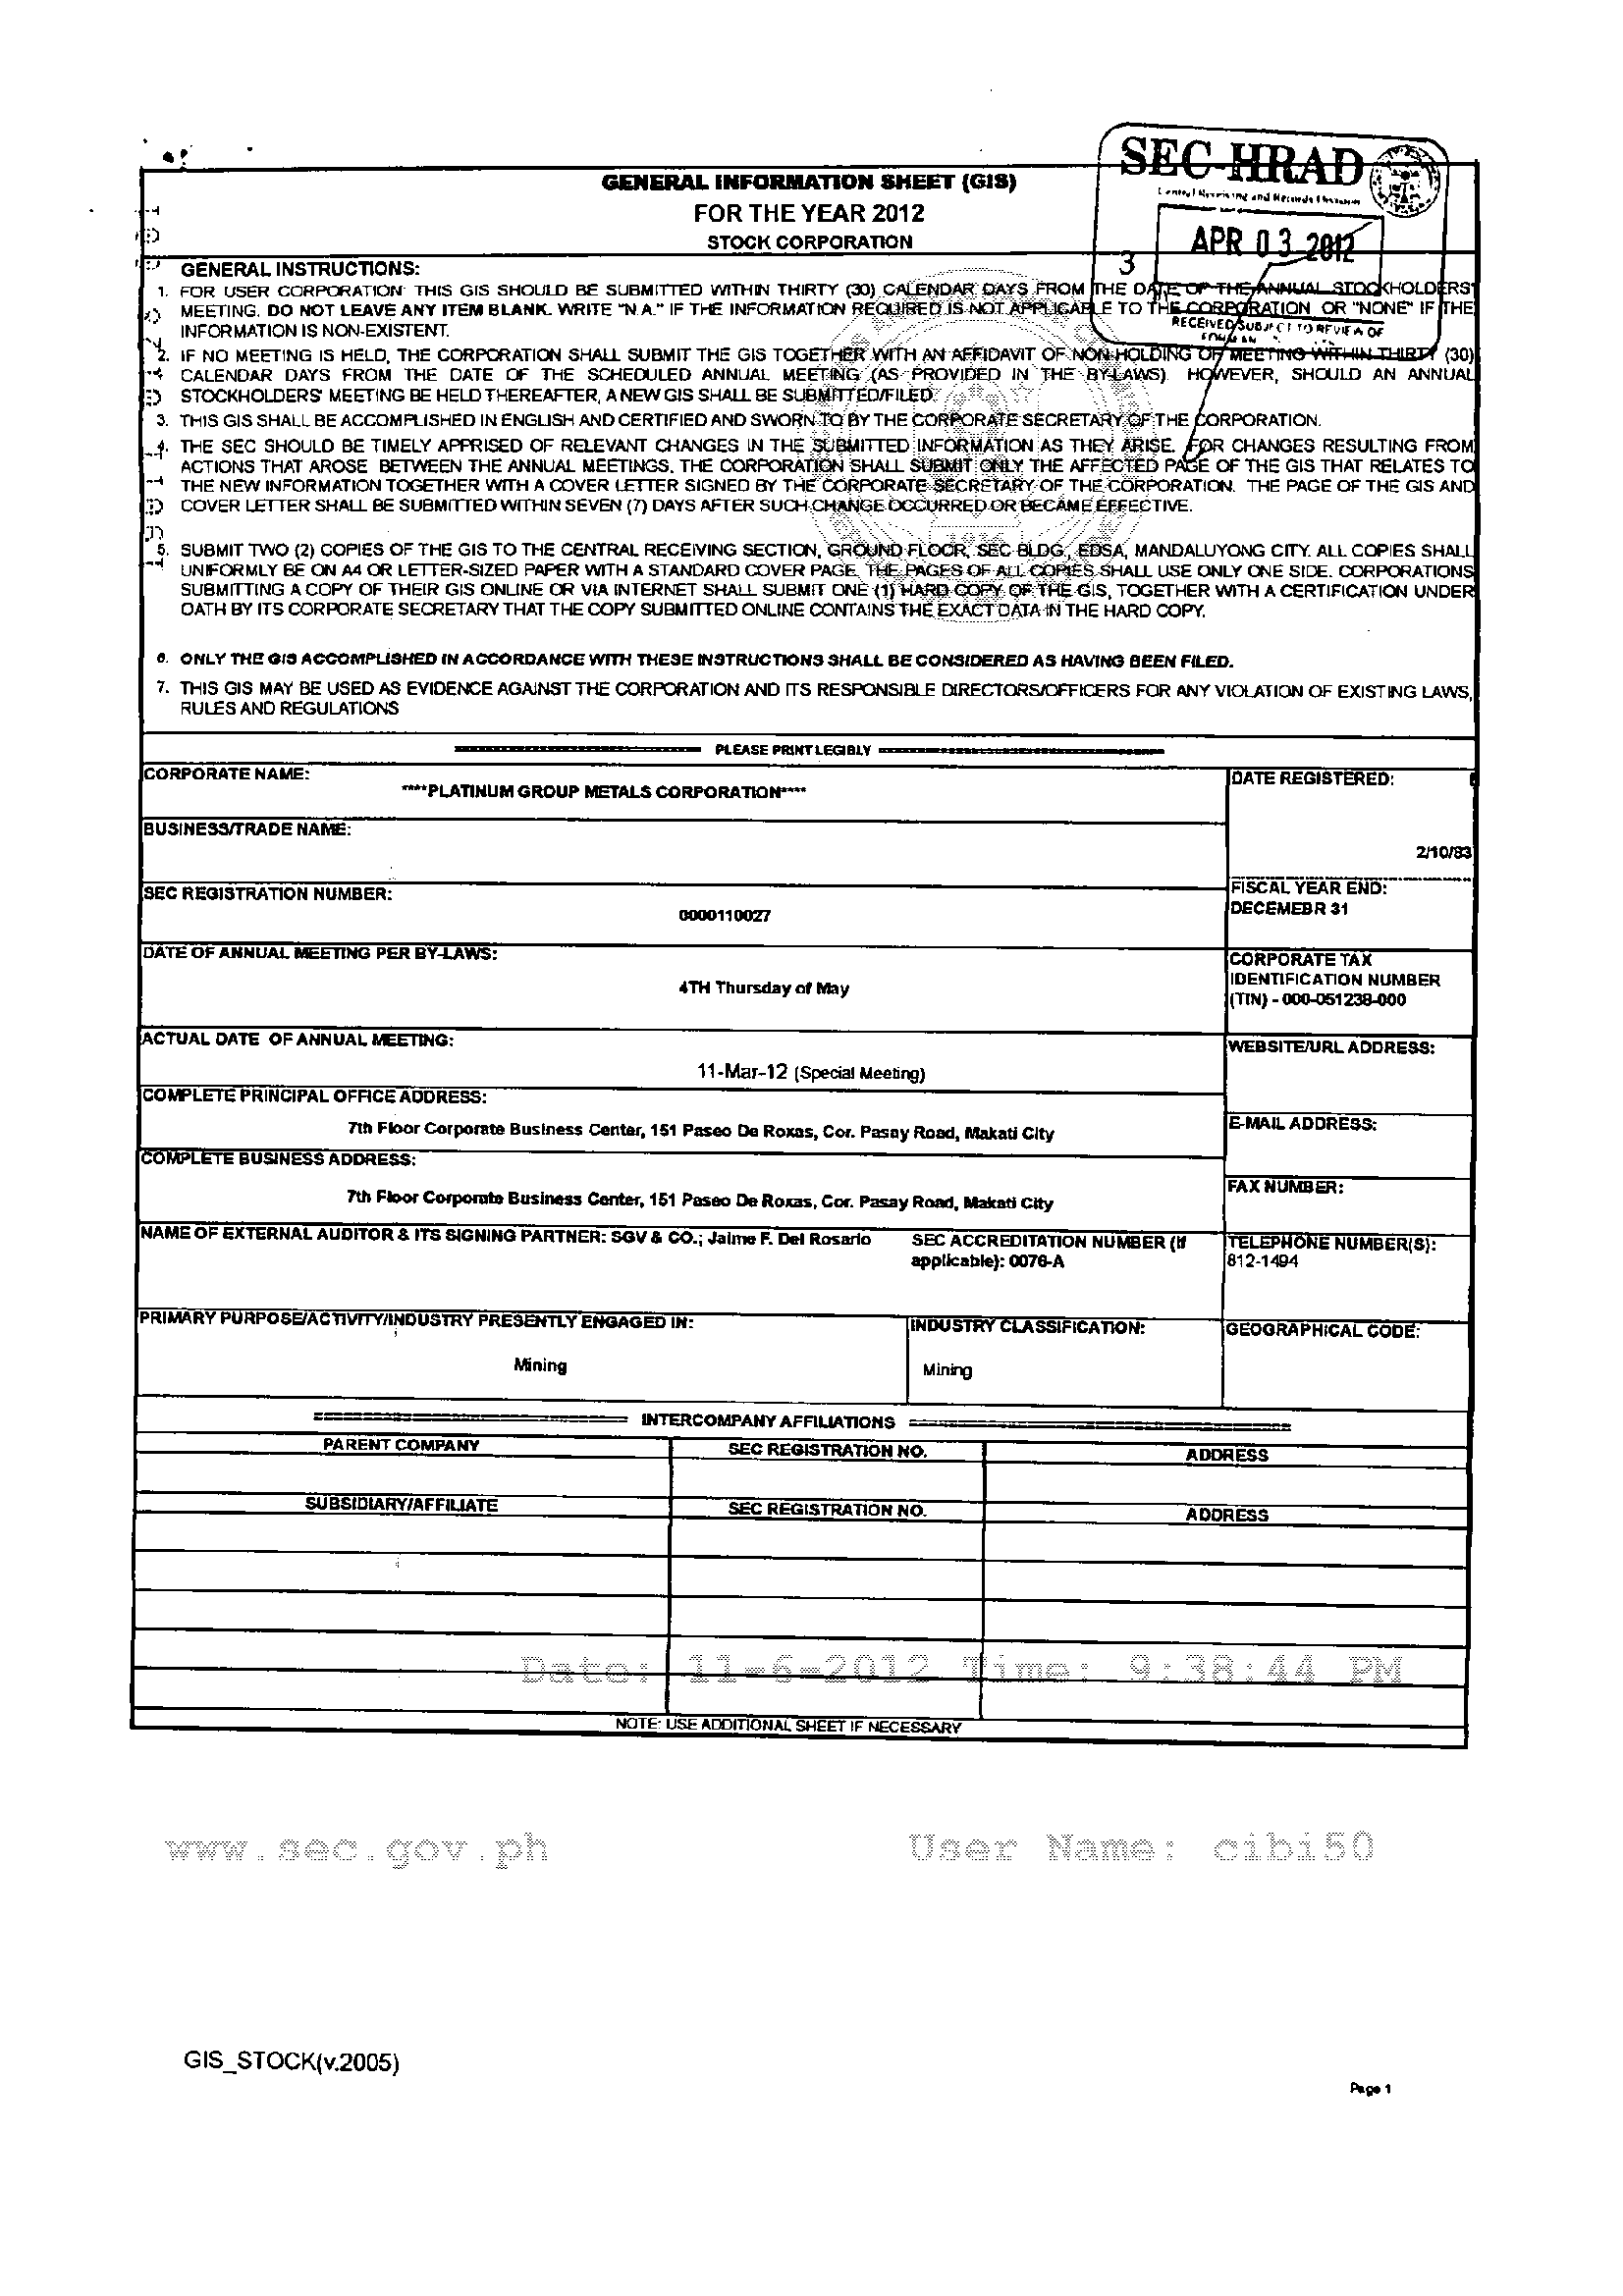 SEC-HRAD
Central Receiving and Records Division
APR 03 2012
3
RECEIVED SUBJECT TO REVIEW OF
GENERAL INFORMATION SHEET (GIS)
FOR THE YEAR 2012
STOCK CORPORATION
GENERAL INSTRUCTIONS:
1. FOR USER CORPORATION: THIS GIS SHOULD BE SUBMITTED WITHIN THIRTY (30) CALENDAR DAYS FROM THE DATE OF THE ANNUAL STOCKHOLDERS'
MEETING. DO NOT LEAVE ANY ITEM BLANK. WRITE "N.A." IF THE INFORMATION REQUIRED IS NOT APPLICABLE TO THE CORPORATION OR "NONE" IF THE
INFORMATION IS NON-EXISTENT.
2. IF NO MEETING IS HELD, THE CORPORATION SHALL SUBMIT THE GIS TOGETHER WITH AN AFFIDAVIT OF NON-HOLDING OF MEETING WITHIN THIRTY (30)
CALENDAR DAYS FROM THE DATE OF THE SCHEDULED ANNUAL MEETING (AS PROVIDED IN THE BY-LAWS). HOWEVER, SHOULD AN ANNUAL
STOCKHOLDERS' MEETING BE HELD THEREAFTER, A NEW GIS SHALL BE SUBMITTED/FILED.
3. THIS GIS SHALL BE ACCOMPLISHED IN ENGLISH AND CERTIFIED AND SWORN TO BY THE CORPORATE SECRETARY OF THE CORPORATION.
4. THE SEC SHOULD BE TIMELY APPRISED OF RELEVANT CHANGES IN THE SUBMITTED INFORMATION AS THEY ARISE. FOR CHANGES RESULTING FROM
ACTIONS THAT AROSE BETWEEN THE ANNUAL MEETINGS, THE CORPORATION SHALL SUBMIT ONLY THE AFFECTED PAGE OF THE GIS THAT RELATES TO
THE NEW INFORMATION TOGETHER WITH A COVER LETTER SIGNED BY THE CORPORATE SECRETARY OF THE CORPORATION. THE PAGE OF THE GIS AND
COVER LETTER SHALL BE SUBMITTED WITHIN SEVEN (7) DAYS AFTER SUCH CHANGE OCCURRED OR BECAME EFFECTIVE.
5. SUBMIT TWO (2) COPIES OF THE GIS TO THE CENTRAL RECEIVING SECTION, GROUND FLOOR, SEC BLDG., EDSA, MANDALUYONG CITY. ALL COPIES SHALL
UNIFORMLY BE ON A4 OR LETTER-SIZED PAPER WITH A STANDARD COVER PAGE. THE PAGES OF ALL COPIES SHALL USE ONLY ONE SIDE. CORPORATIONS
SUBMITTING A COPY OF THEIR GIS ONLINE OR VIA INTERNET SHALL SUBMIT ONE (1) HARD COPY OF THE GIS, TOGETHER WITH A CERTIFICATION UNDER
OATH BY ITS CORPORATE SECRETARY THAT THE COPY SUBMITTED ONLINE CONTAINS THE EXACT DATA IN THE HARD COPY.
6. ONLY THE GIS ACCOMPLISHED IN ACCORDANCE WITH THESE INSTRUCTIONS SHALL BE CONSIDERED AS HAVING BEEN FILED.
7. THIS GIS MAY BE USED AS EVIDENCE AGAINST THE CORPORATION AND ITS RESPONSIBLE DIRECTORS/OFFICERS FOR ANY VIOLATION OF EXISTING LAWS,
RULES AND REGULATIONS
PLEASE PRINT LEGIBLY
CORPORATE NAME:
****PLATINUM GROUP METALS CORPORATION****
DATE REGISTERED:
2/10/83
BUSINESS/TRADE NAME:
SEC REGISTRATION NUMBER:
0000110027
FISCAL YEAR END:
DECEMEBR 31
DATE OF ANNUAL MEETING PER BY-LAWS:
4TH Thursday of May
CORPORATE TAX
IDENTIFICATION NUMBER
(TIN) - 000-051238-000
ACTUAL DATE OF ANNUAL MEETING:
11-Mar-12 (Special Meeting)
WEBSITE/URL ADDRESS:
COMPLETE PRINCIPAL OFFICE ADDRESS:
7th Floor Corporate Business Center, 151 Paseo De Roxas, Cor. Pasay Road, Makati City
E-MAIL ADDRESS:
COMPLETE BUSINESS ADDRESS:
7th Floor Corporate Business Center, 151 Paseo De Roxas, Cor. Pasay Road, Makati City
FAX NUMBER:
NAME OF EXTERNAL AUDITOR & ITS SIGNING PARTNER: SGV & CO.; Jaime F. Del Rosario
SEC ACCREDITATION NUMBER (if
applicable): 0076-A
TELEPHONE NUMBER(S):
812-1494
PRIMARY PURPOSE/ACTIVITY/INDUSTRY PRESENTLY ENGAGED IN:
Mining
INDUSTRY CLASSIFICATION:
Mining
GEOGRAPHICAL CODE:
INTERCOMPANY AFFILIATIONS
PARENT COMPANY SEC REGISTRATION NO. ADDRESS
SUBSIDIARY/AFFILIATE SEC REGISTRATION NO. ADDRESS
Date: 11-6-2012 Time: 9:38:44 PM
NOTE: USE ADDITIONAL SHEET IF NECESSARY
www.sec.gov.ph User Name: cibi50
GIS_STOCK(v.2005)
Page 1